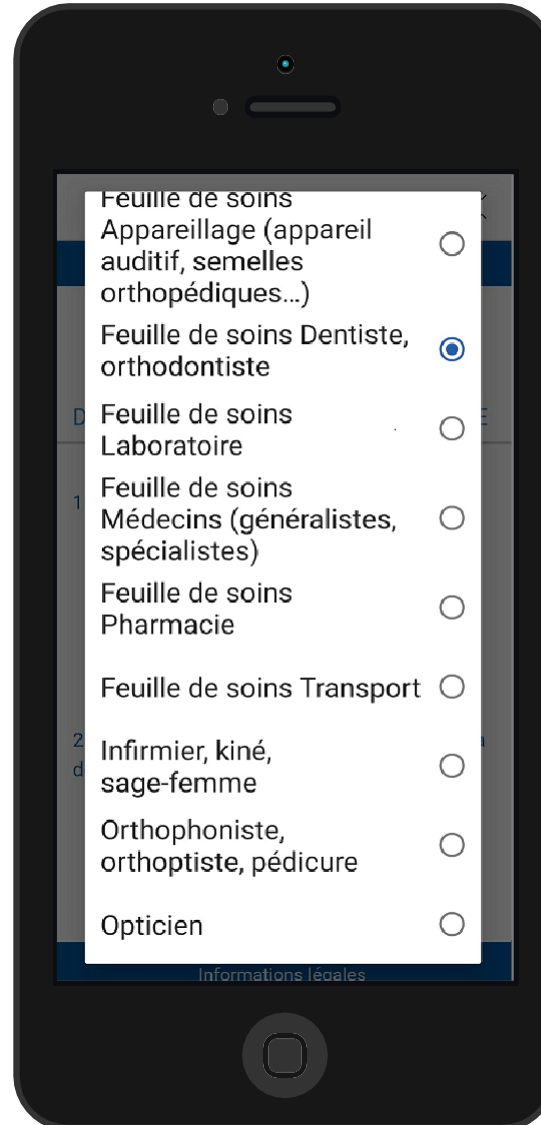 Feuille de soins
Appareillage (appareil
auditif, semelles
orthopédiques...)
Feuille de soins Dentiste,
orthodontiste
Feuille de soins
Laboratoire
Feuille de soins
Médecins (généralistes,
spécialistes)
Feuille de soins
Pharmacie
Feuille de soins Transport
Infirmier, kiné,
sage-femme
Orthophoniste,
orthoptiste, pédicure
Opticien
D
E
1
2
d
Informations légales